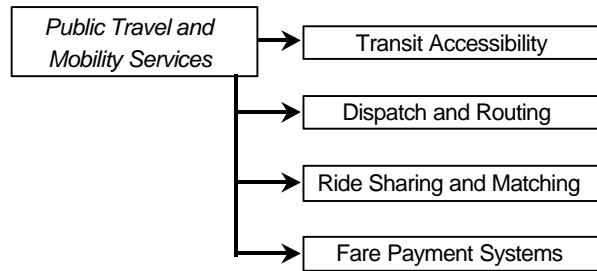 Public Travel and
Mobility Services
Transit Accessibility
Dispatch and Routing
Ride Sharing and Matching
Fare Payment Systems